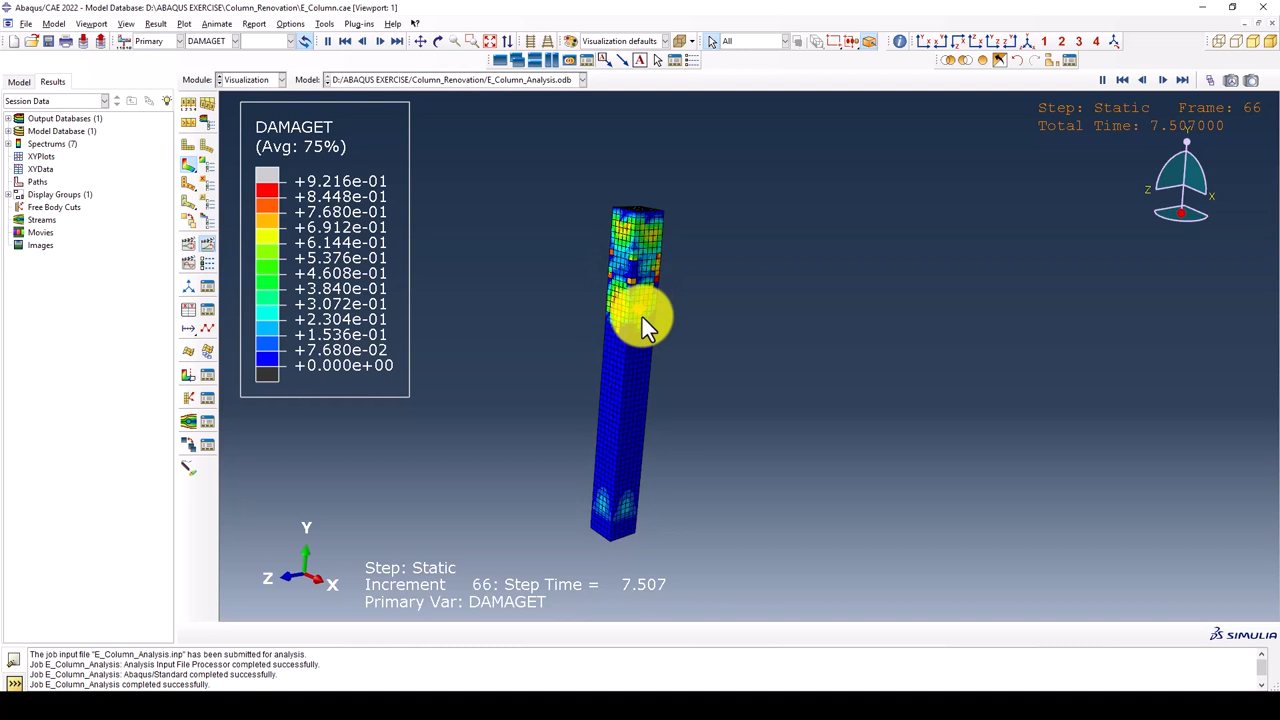 Abaqus/CAE 2022 - Model Database: D:\ABAQUS EXERCISE\Column_Renovation\E_Column.cae [Viewport: 1]
File Model Viewport View Result Plot Animate Report Options Tools Plug-ins Help
Primary DAMAGET Visualization defaults All 1 2 3 4
Model Results Module: Visualization Model: D:/ABAQUS EXERCISE/Column_Renovation/E_Column_Analysis.odb
Session Data
Output Databases (1)
Model Database (1)
Spectrums (7)
XYPlots
XYData
Paths
Display Groups (1)
Free Body Cuts
Streams
Movies
Images
DAMAGET
(Avg: 75%)
+9.216e-01
+8.448e-01
+7.680e-01
+6.912e-01
+6.144e-01
+5.376e-01
+4.608e-01
+3.840e-01
+3.072e-01
+2.304e-01
+1.536e-01
+7.680e-02
+0.000e+00
Step: Static Frame: 66
Total Time: 7.507000
Y
Z
X
Y
Z
X
Step: Static
Increment 66: Step Time = 7.507
Primary Var: DAMAGET
SIMULIA
The job input file "E_Column_Analysis.inp" has been submitted for analysis.
Job E_Column_Analysis: Analysis Input File Processor completed successfully.
Job E_Column_Analysis: Abaqus/Standard completed successfully.
Job E_Column_Analysis completed successfully.
>>>